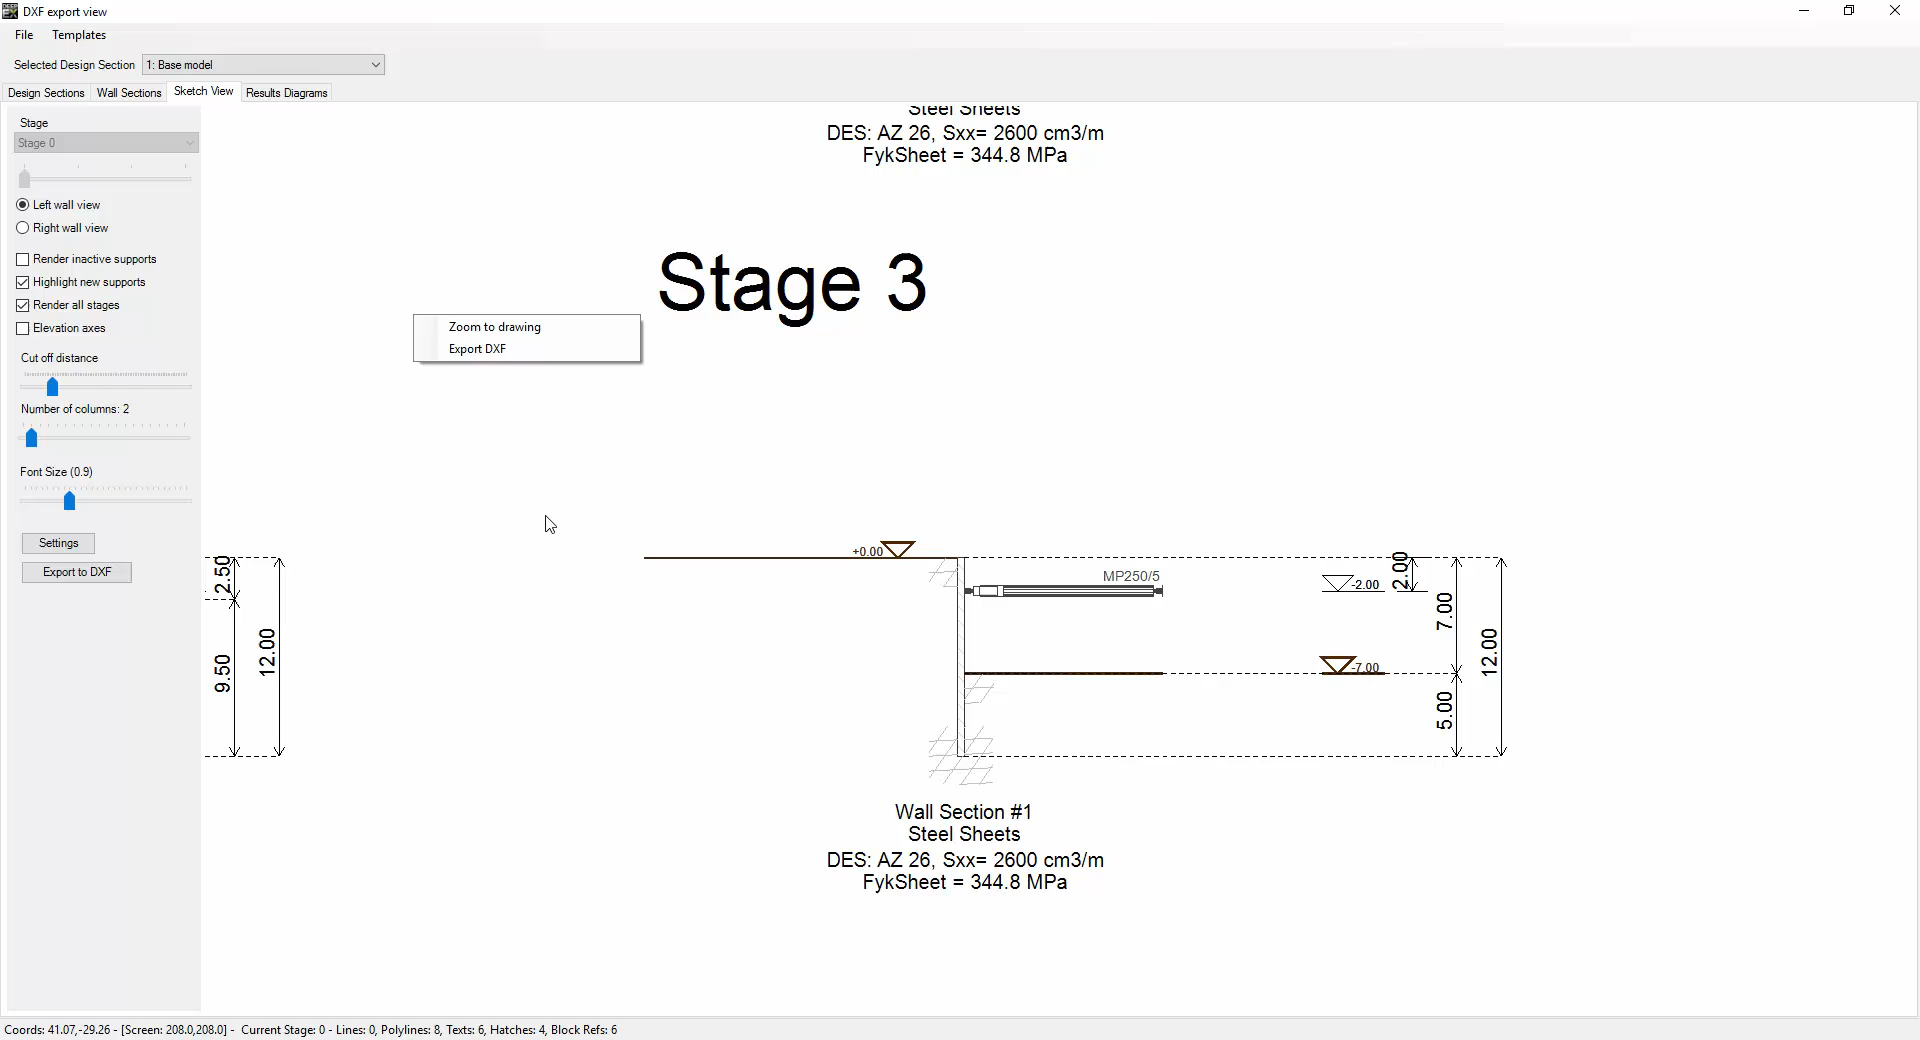 DXF export view
File Templates
Selected Design Section 1: Base model
Design Sections Wall Sections Sketch View Results Diagrams
Stage
Stage 0
Left wall view
Right wall view
Render inactive supports
Highlight new supports
Render all stages
Elevation axes
Cut off distance
Number of columns: 2
Font Size (0.9)
Settings
Export to DXF
Steel Sheets
DES: AZ 26, Sxx= 2600 cm3/m
FykSheet = 344.8 MPa
Stage 3
Zoom to drawing
Export DXF
2.50
9.50
12.00
+0.00
MP250/5
-2.00
2.00
7.00
12.00
-7.00
5.00
Wall Section #1
Steel Sheets
DES: AZ 26, Sxx= 2600 cm3/m
FykSheet = 344.8 MPa
Coords: 41.07,-29.26 - [Screen: 208.0,208.0] - Current Stage: 0 - Lines: 0, Polylines: 8, Texts: 6, Hatches: 4, Block Refs: 6